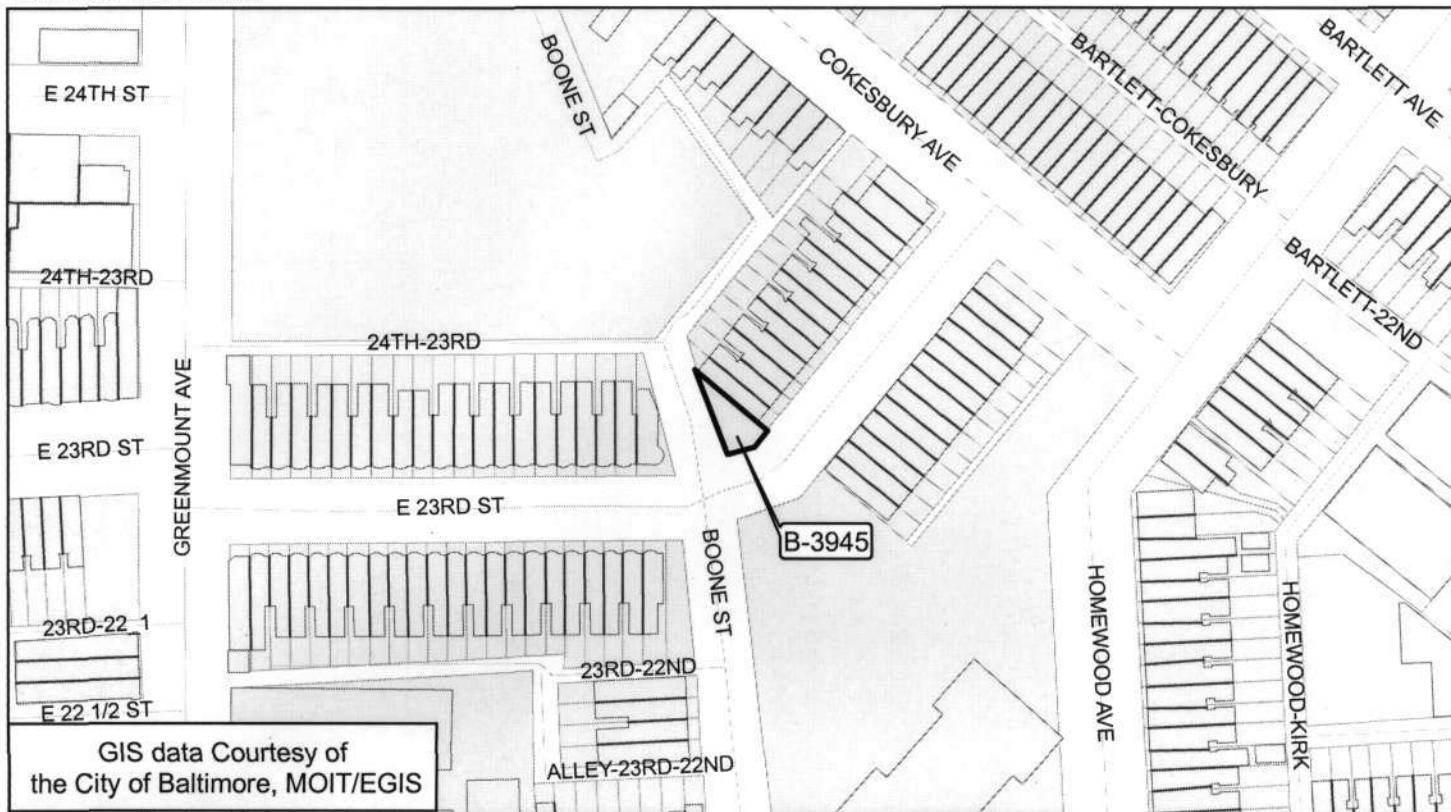 E 24TH ST
BOONE ST
COKESBURY AVE
BARTLETT-COKESBURY
BARTLETT AVE
24TH-23RD
24TH-23RD
BARTLETT-22ND
GREENMOUNT AVE
E 23RD ST
E 23RD ST
B-3945
BOONE ST
HOMEWOOD AVE
HOMEWOOD-KIRK
23RD-22_1
23RD-22ND
E 22 1/2 ST
GIS data Courtesy of
the City of Baltimore, MOIT/EGIS
ALLEY-23RD-22ND